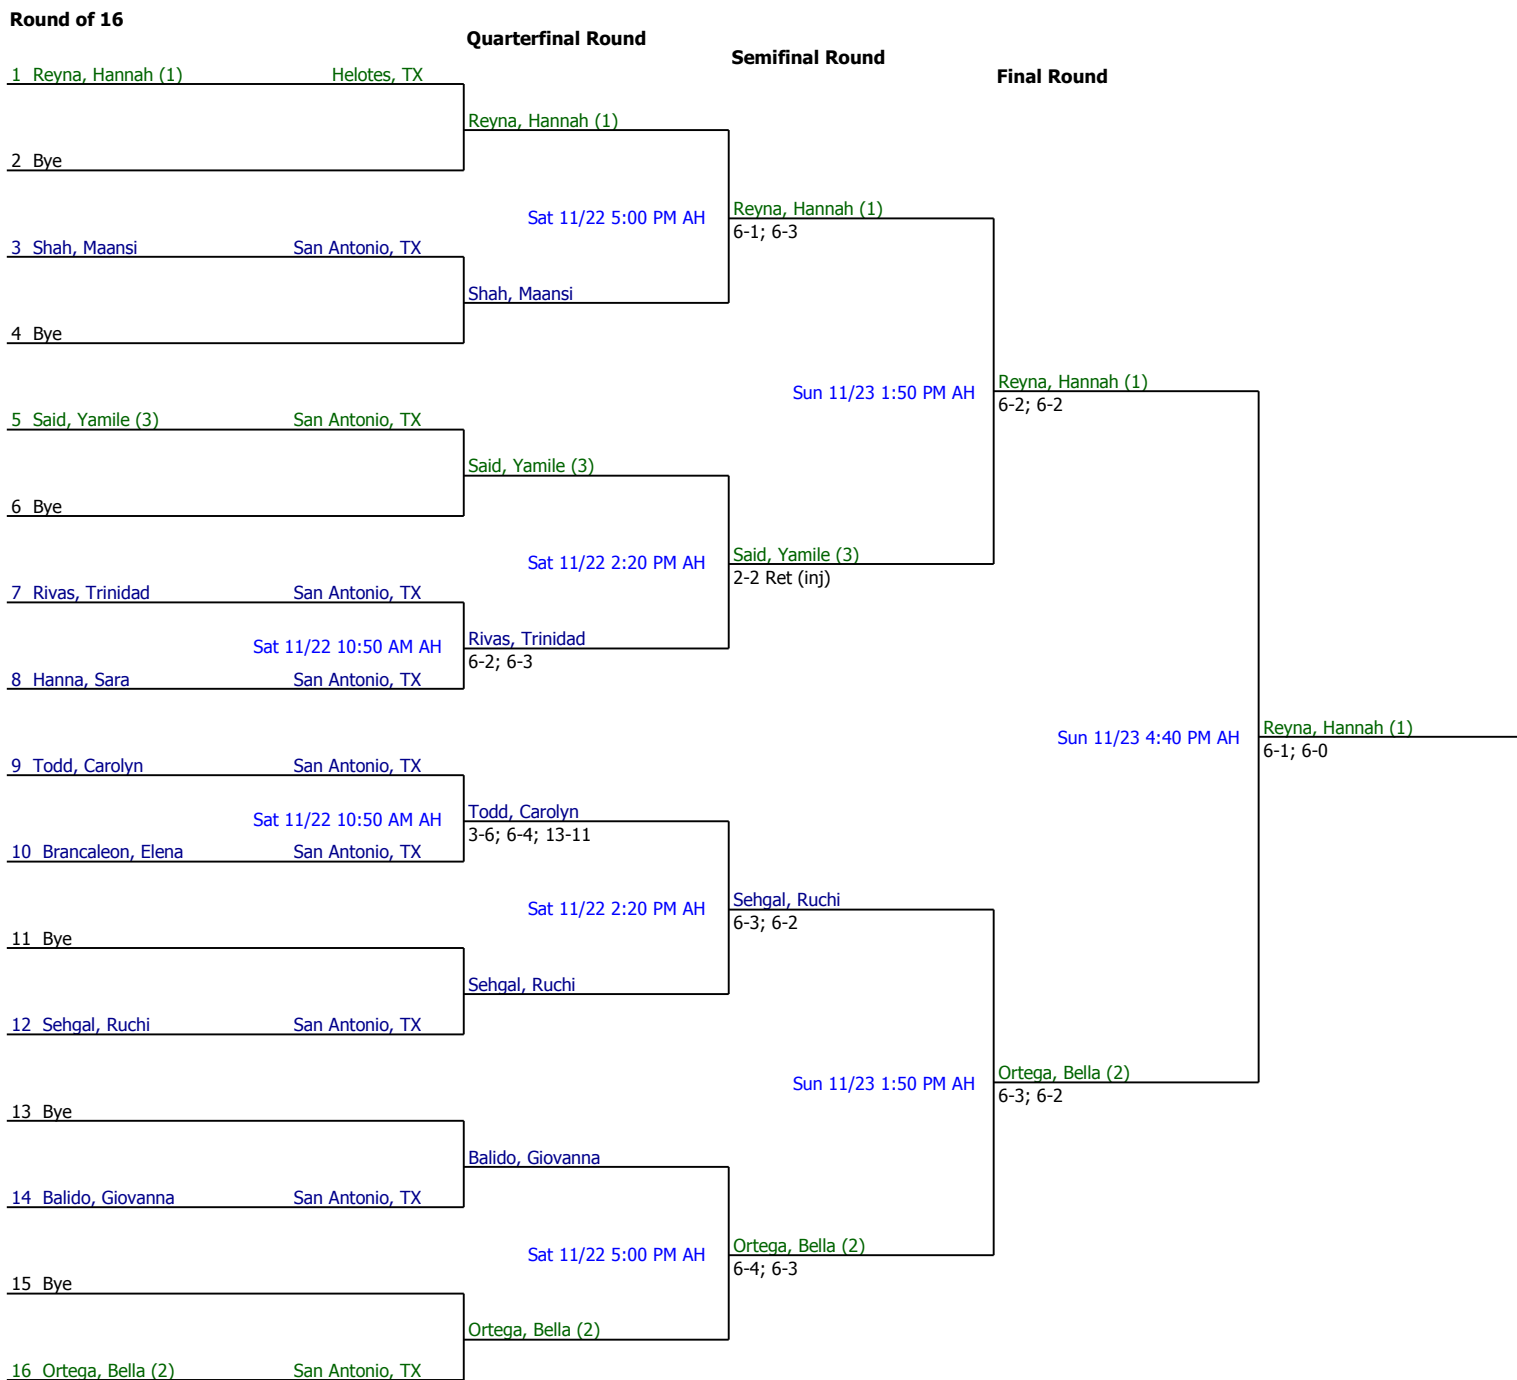 Round of 16
Quarterfinal Round
Semifinal Round
Final Round
1 Reyna, Hannah (1) Helotes, TX
Reyna, Hannah (1)
2 Bye
Sat 11/22 5:00 PM AH
Reyna, Hannah (1)
6-1; 6-3
3 Shah, Maansi San Antonio, TX
Shah, Maansi
4 Bye
Sun 11/23 1:50 PM AH
Reyna, Hannah (1)
6-2; 6-2
5 Said, Yamile (3) San Antonio, TX
Said, Yamile (3)
6 Bye
Sat 11/22 2:20 PM AH
Said, Yamile (3)
2-2 Ret (inj)
7 Rivas, Trinidad San Antonio, TX
Sat 11/22 10:50 AM AH
Rivas, Trinidad
6-2; 6-3
8 Hanna, Sara San Antonio, TX
Sun 11/23 4:40 PM AH
Reyna, Hannah (1)
6-1; 6-0
9 Todd, Carolyn San Antonio, TX
Sat 11/22 10:50 AM AH
Todd, Carolyn
3-6; 6-4; 13-11
10 Brancaleon, Elena San Antonio, TX
Sat 11/22 2:20 PM AH
Sehgal, Ruchi
6-3; 6-2
11 Bye
Sehgal, Ruchi
12 Sehgal, Ruchi San Antonio, TX
Sun 11/23 1:50 PM AH
Ortega, Bella (2)
6-3; 6-2
13 Bye
Balido, Giovanna
14 Balido, Giovanna San Antonio, TX
Sat 11/22 5:00 PM AH
Ortega, Bella (2)
6-4; 6-3
15 Bye
Ortega, Bella (2)
16 Ortega, Bella (2) San Antonio, TX